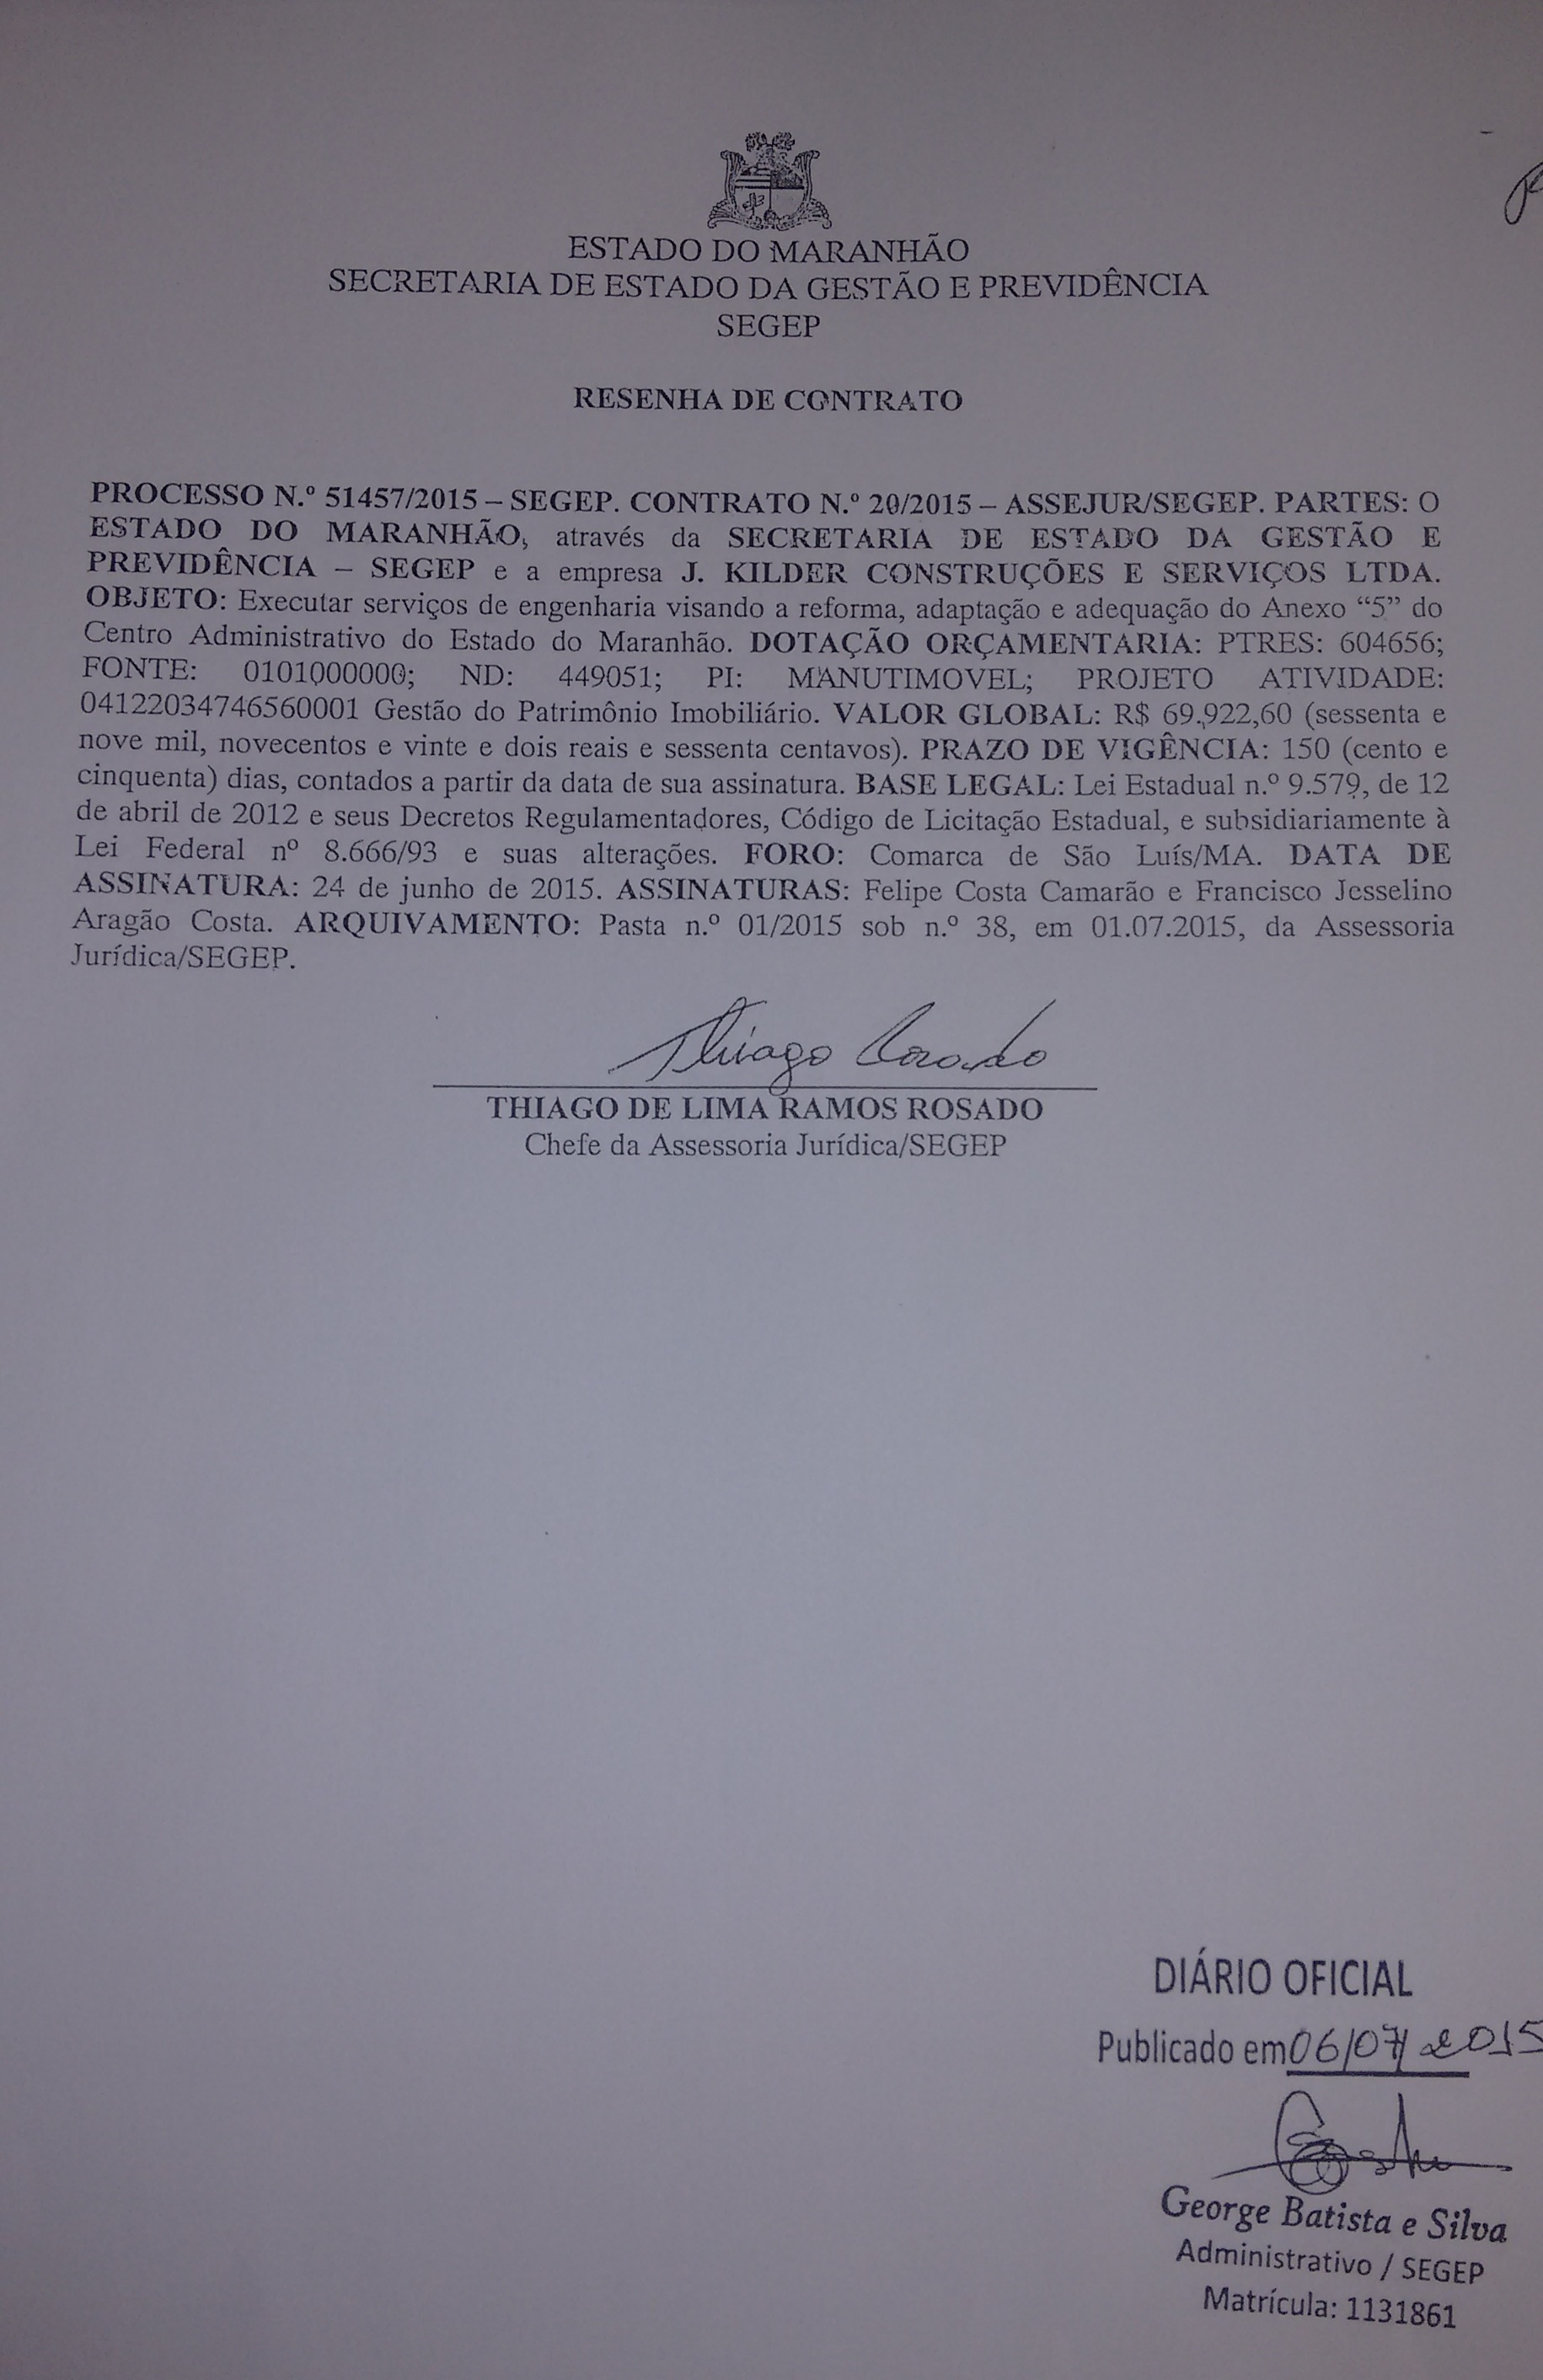 ESTADO DO MARANHÃO
SECRETARIA DE ESTADO DA GESTÃO E PREVIDÊNCIA
SEGEP
RESENHA DE CONTRATO
PROCESSO N.º 51457/2015 – SEGEP. CONTRATO N.º 20/2015 – ASSEJUR/SEGEP. PARTES: O
ESTADO DO MARANHÃO, através da SECRETARIA DE ESTADO DA GESTÃO E
PREVIDÊNCIA – SEGEP e a empresa J. KILDER CONSTRUÇÕES E SERVIÇOS LTDA.
OBJETO: Executar serviços de engenharia visando a reforma, adaptação e adequação do Anexo “5” do
Centro Administrativo do Estado do Maranhão. DOTAÇÃO ORÇAMENTARIA: PTRES: 604656;
FONTE: 0101000000; ND: 449051; PI: MANUTIMOVEL; PROJETO ATIVIDADE:
04122034746560001 Gestão do Patrimônio Imobiliário. VALOR GLOBAL: R$ 69.922,60 (sessenta e
nove mil, novecentos e vinte e dois reais e sessenta centavos). PRAZO DE VIGÊNCIA: 150 (cento e
cinquenta) dias, contados a partir da data de sua assinatura. BASE LEGAL: Lei Estadual n.º 9.579, de 12
de abril de 2012 e seus Decretos Regulamentadores, Código de Licitação Estadual, e subsidiariamente à
Lei Federal nº 8.666/93 e suas alterações. FORO: Comarca de São Luís/MA. DATA DE
ASSINATURA: 24 de junho de 2015. ASSINATURAS: Felipe Costa Camarão e Francisco Jesselino
Aragão Costa. ARQUIVAMENTO: Pasta n.º 01/2015 sob n.º 38, em 01.07.2015, da Assessoria
Jurídica/SEGEP.
Thiago Rosado
THIAGO DE LIMA RAMOS ROSADO
Chefe da Assessoria Jurídica/SEGEP
DIÁRIO OFICIAL
Publicado em 06/07/2015
George Batista e Silva
Administrativo / SEGEP
Matrícula: 1131861